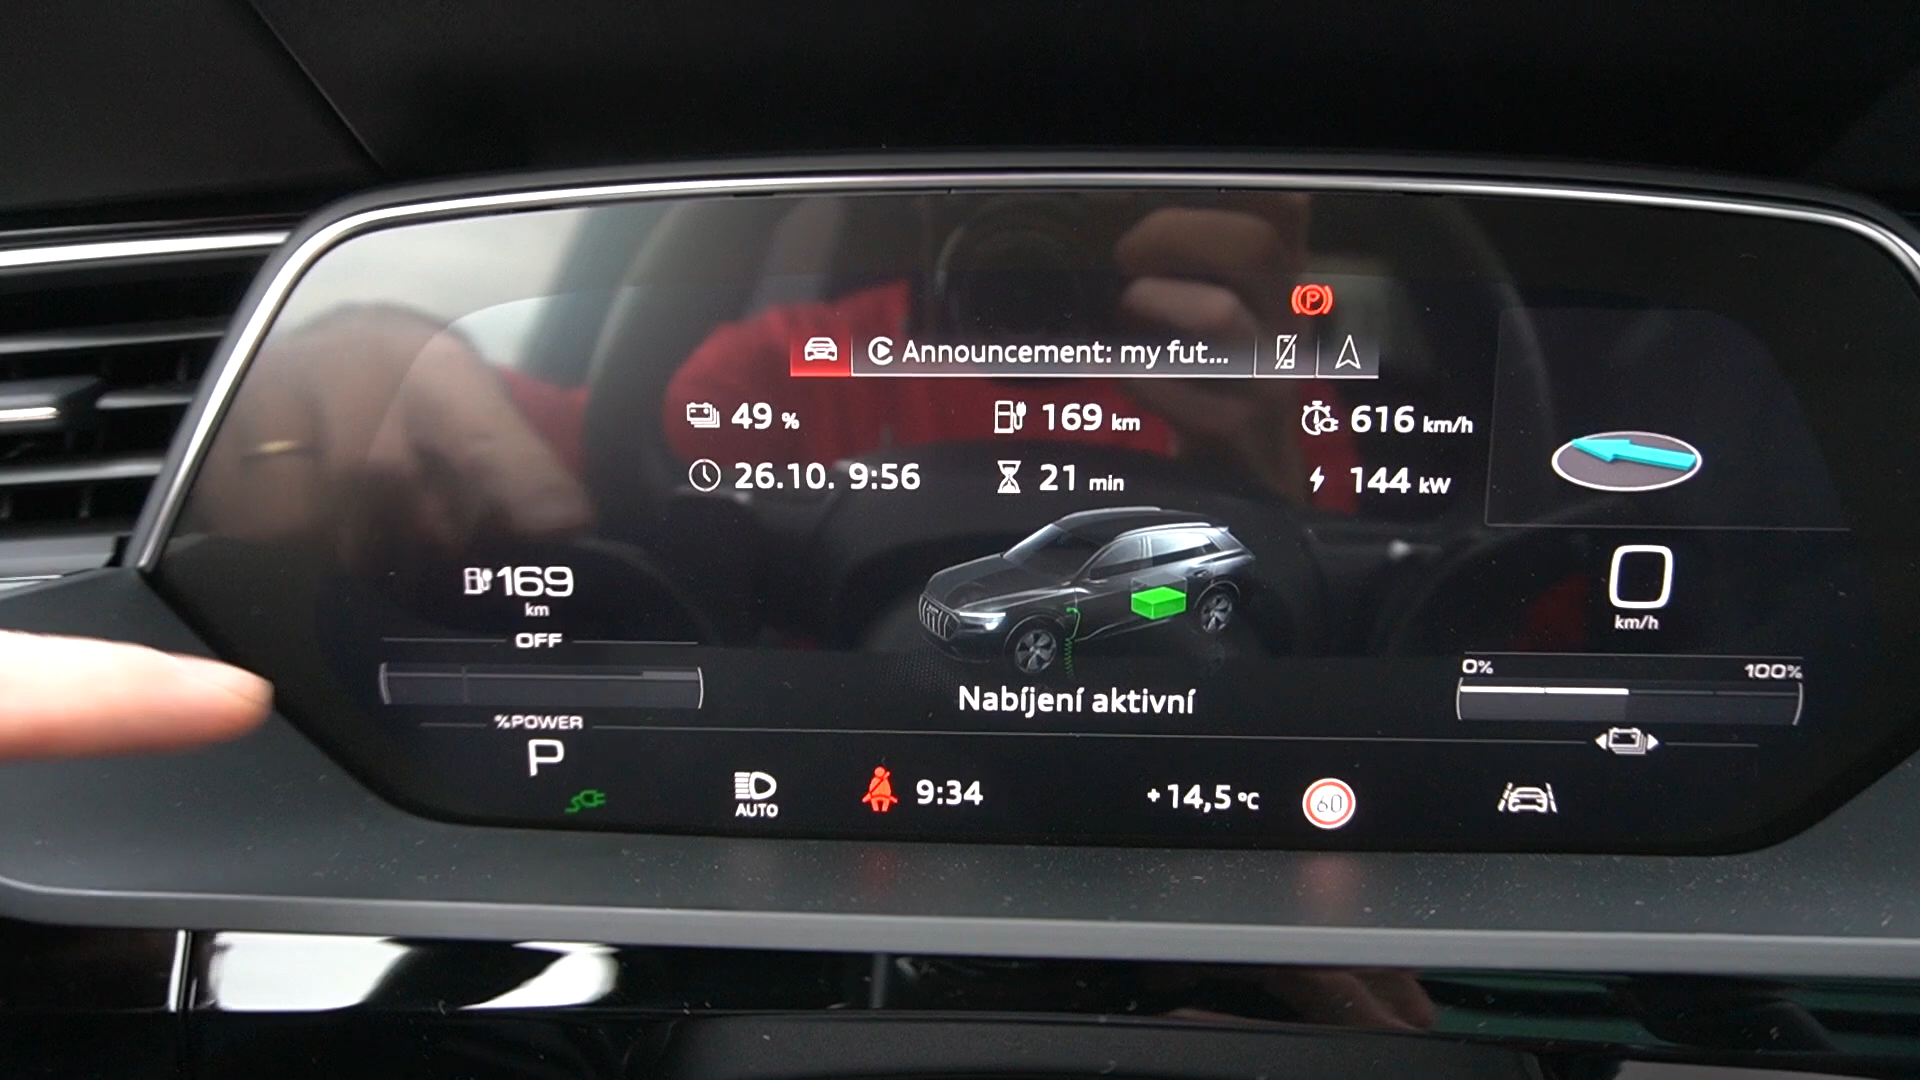 Announcement: my fut...
49 % 169 km 616 km/h
26.10. 9:56 21 min 144 kW
169
km
OFF
%POWER
P
Nabíjení aktivní
0
km/h
0% 100%
AUTO
9:34
+14,5 °C
60
P